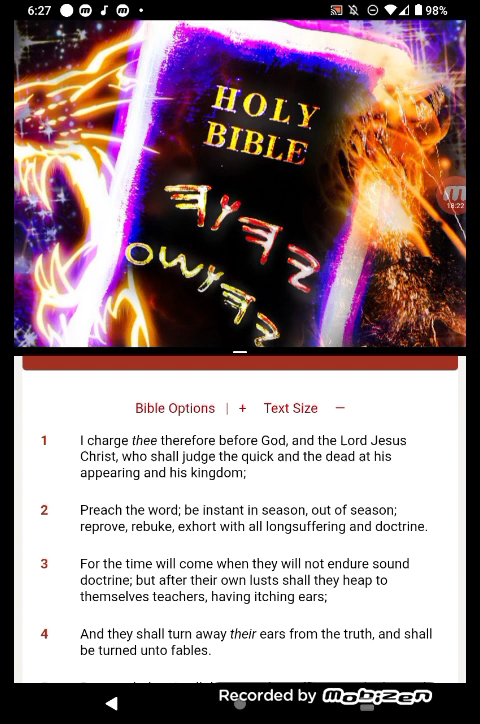 6:27 98%
HOLY
BIBLE
𐤉𐤄𐤅𐤄
𐤉𐤄𐤅𐤔𐤏
18:22
Bible Options | + Text Size −
1 I charge thee therefore before God, and the Lord Jesus
Christ, who shall judge the quick and the dead at his
appearing and his kingdom;
2 Preach the word; be instant in season, out of season;
reprove, rebuke, exhort with all longsuffering and doctrine.
3 For the time will come when they will not endure sound
doctrine; but after their own lusts shall they heap to
themselves teachers, having itching ears;
4 And they shall turn away their ears from the truth, and shall
be turned unto fables.
Recorded by Mobizen